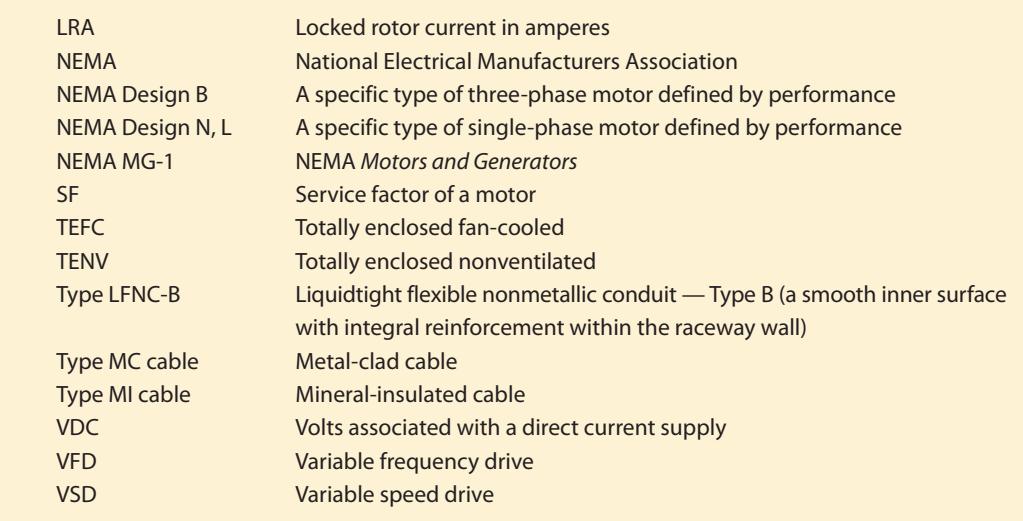 LRA Locked rotor current in amperes
NEMA National Electrical Manufacturers Association
NEMA Design B A specific type of three-phase motor defined by performance
NEMA Design N, L A specific type of single-phase motor defined by performance
NEMA MG-1 NEMA Motors and Generators
SF Service factor of a motor
TEFC Totally enclosed fan-cooled
TENV Totally enclosed nonventilated
Type LFNC-B Liquidtight flexible nonmetallic conduit — Type B (a smooth inner surface
with integral reinforcement within the raceway wall)
Type MC cable Metal-clad cable
Type MI cable Mineral-insulated cable
VDC Volts associated with a direct current supply
VFD Variable frequency drive
VSD Variable speed drive